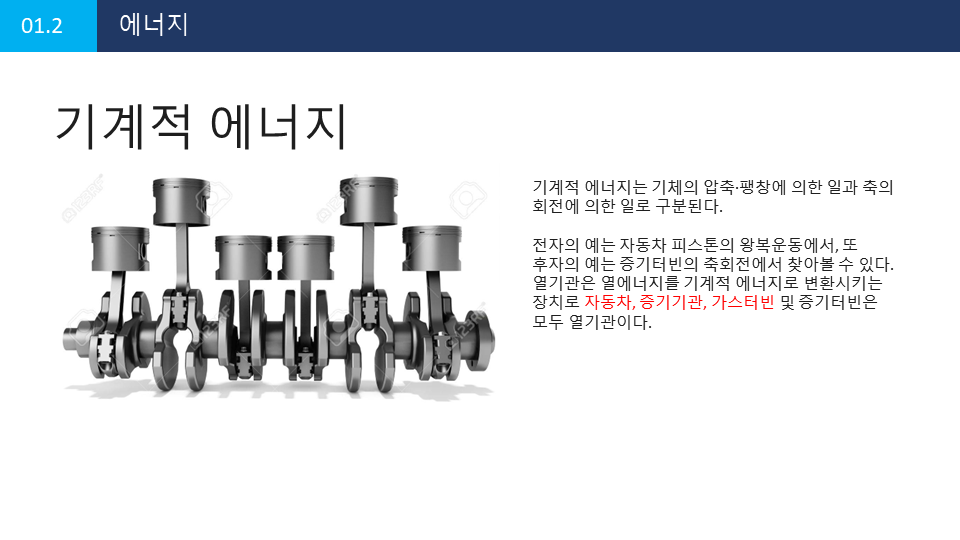 01.2
에너지
기계적 에너지
기계적 에너지는 기체의 압축·팽창에 의한 일과 축의
회전에 의한 일로 구분된다.
전자의 예는 자동차 피스톤의 왕복운동에서, 또
후자의 예는 증기터빈의 축회전에서 찾아볼 수 있다.
열기관은 열에너지를 기계적 에너지로 변환시키는
장치로 자동차, 증기기관, 가스터빈 및 증기터빈은
모두 열기관이다.